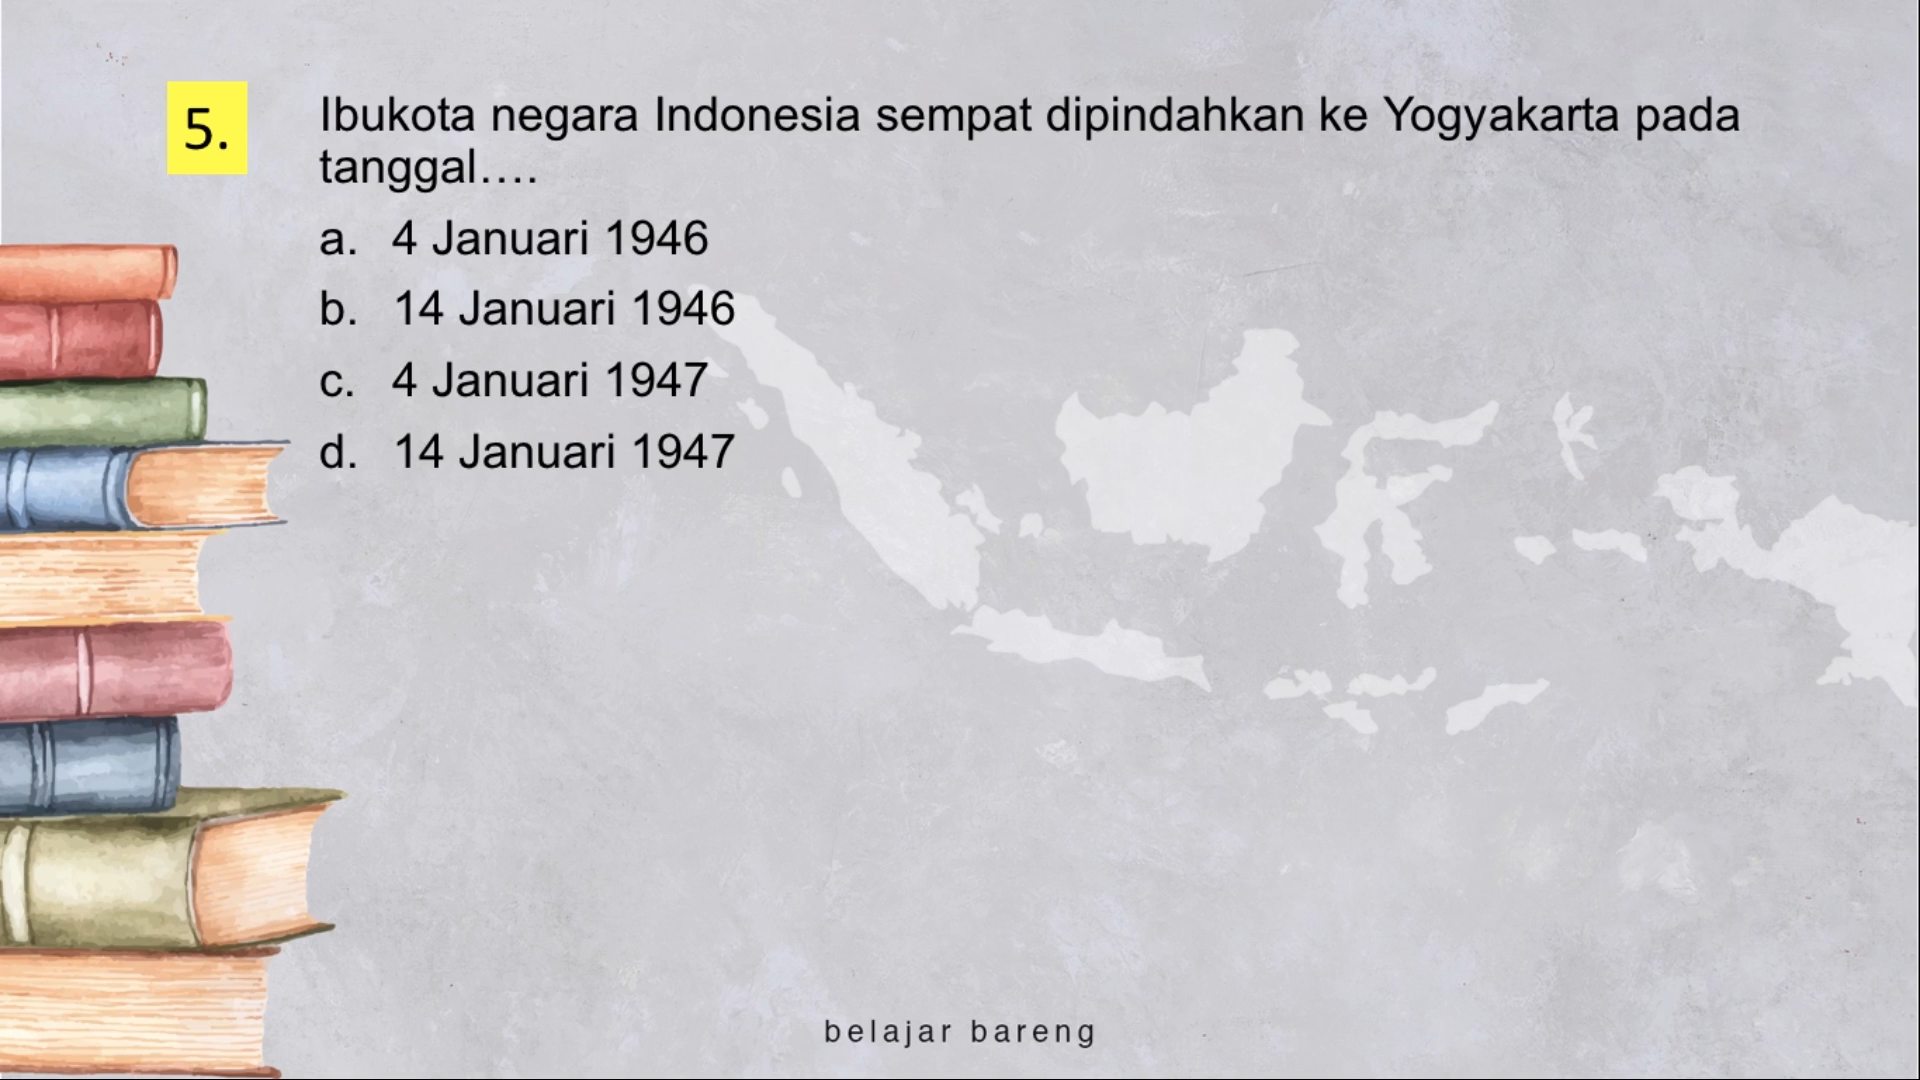 5.
Ibukota negara Indonesia sempat dipindahkan ke Yogyakarta pada
tanggal....
a. 4 Januari 1946
b. 14 Januari 1946
c. 4 Januari 1947
d. 14 Januari 1947
belajar bareng